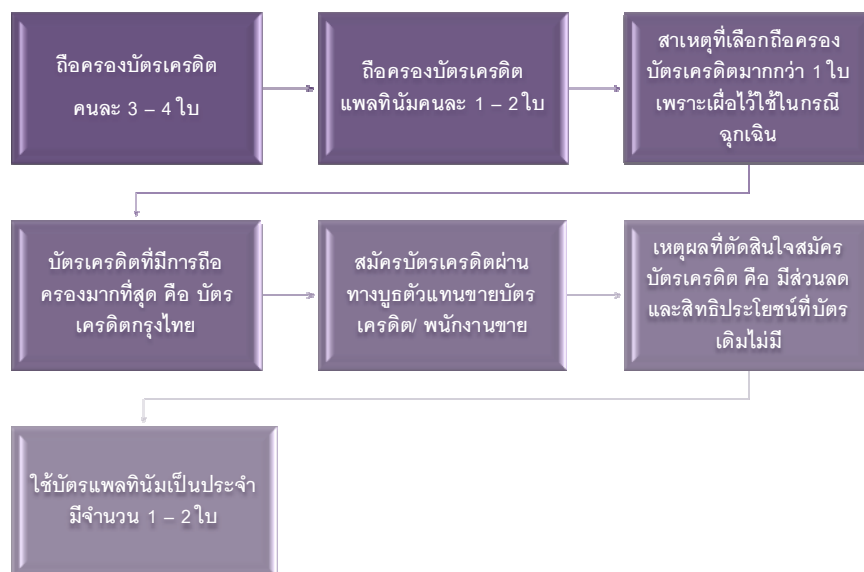 ถือครองบัตรเครดิต
คนละ 3 – 4 ใบ
ถือครองบัตรเครดิต
แพลทินัมคนละ 1 – 2 ใบ
สาเหตุที่เลือกถือครอง
บัตรเครดิตมากกว่า 1 ใบ
เพราะเผื่อไว้ใช้ในกรณี
ฉุกเฉิน
บัตรเครดิตที่มีการถือ
ครองมากที่สุด คือ บัตร
เครดิตกรุงไทย
สมัครบัตรเครดิตผ่าน
ทางบูธตัวแทนขายบัตร
เครดิต/ พนักงานขาย
เหตุผลที่ตัดสินใจสมัคร
บัตรเครดิต คือ มีส่วนลด
และสิทธิประโยชน์ที่บัตร
เดิมไม่มี
ใช้บัตรแพลทินัมเป็นประจำ
มีจำนวน 1 – 2 ใบ